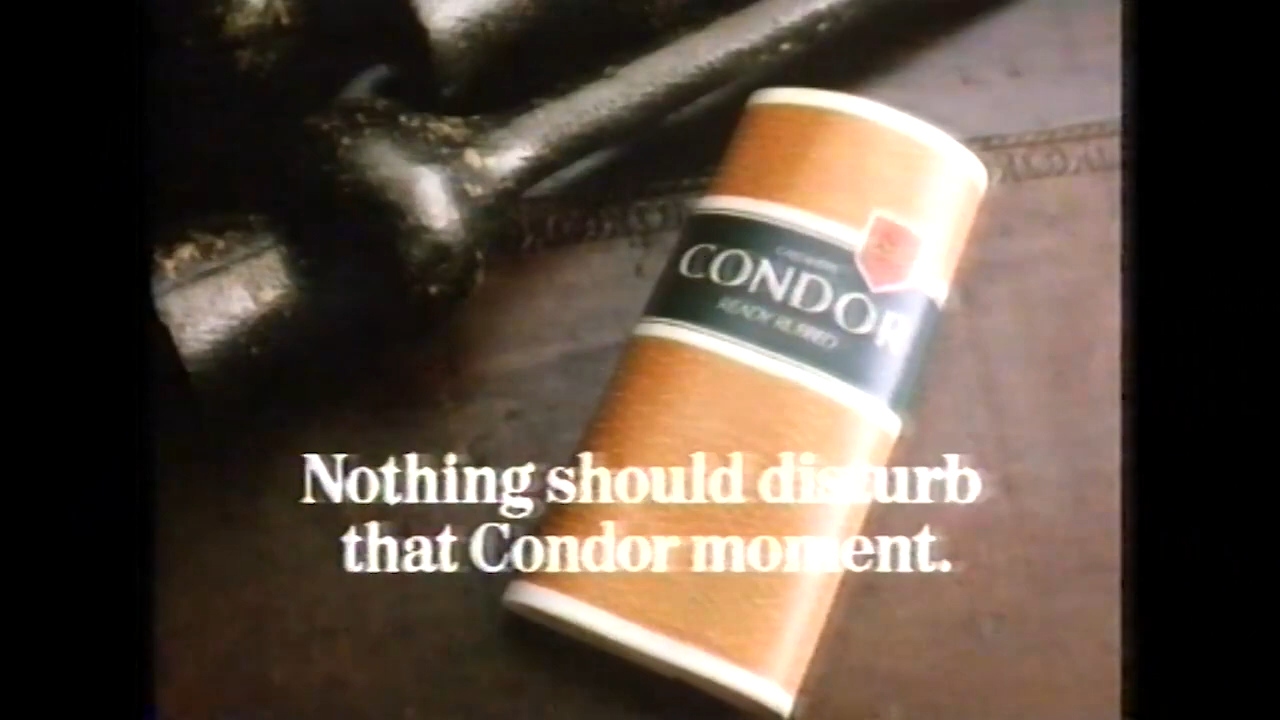 CONDOR
READY RUBBED
Nothing should disturb
that Condor moment.